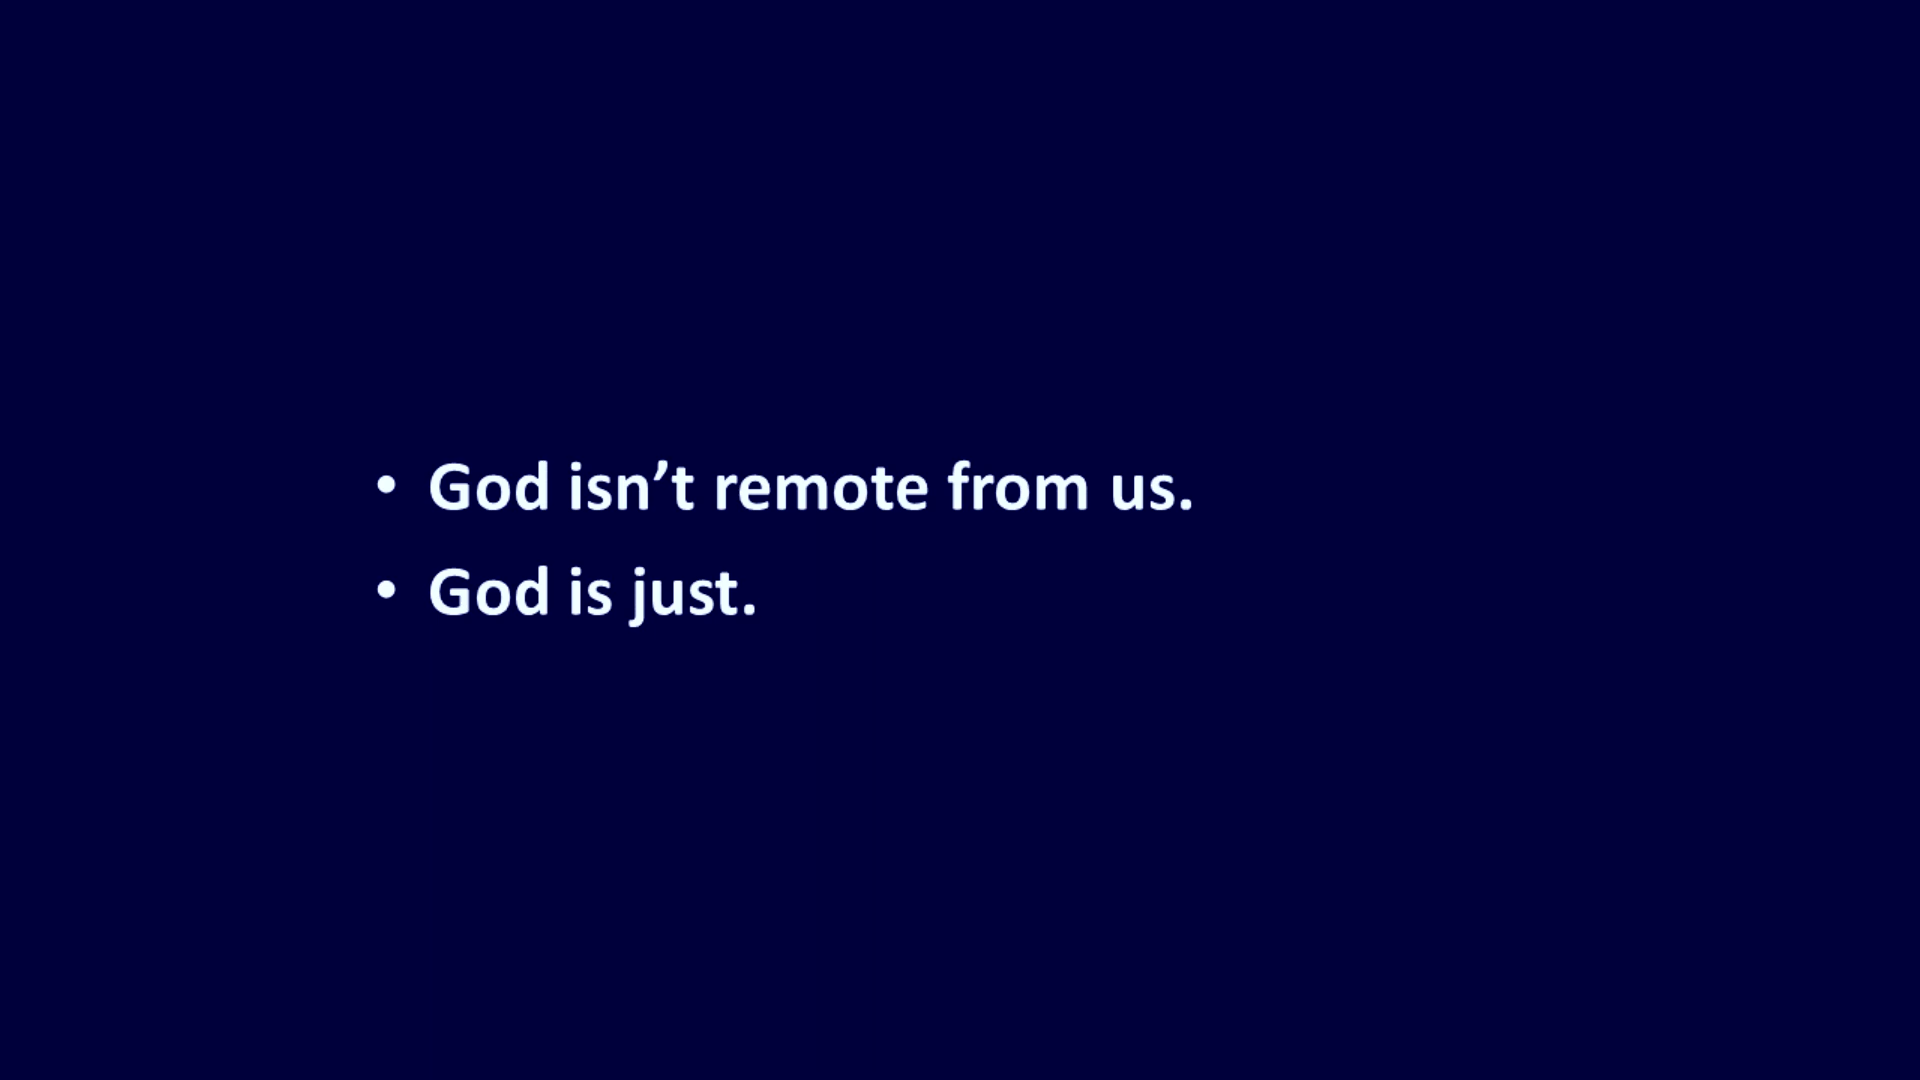 • God isn’t remote from us.
• God is just.